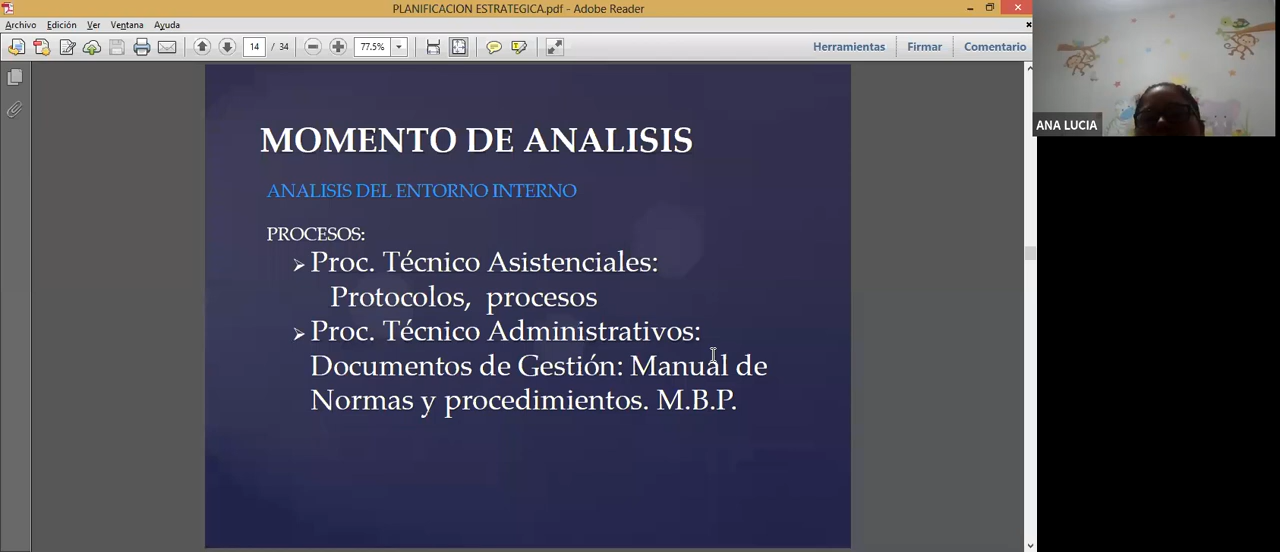 PLANIFICACION ESTRATEGICA.pdf - Adobe Reader
Archivo Edición Ver Ventana Ayuda
14 / 34 77.5% Herramientas Firmar Comentario
ANA LUCIA
MOMENTO DE ANALISIS
ANALISIS DEL ENTORNO INTERNO
PROCESOS:
Proc. Técnico Asistenciales:
Protocolos, procesos
Proc. Técnico Administrativos:
Documentos de Gestión: Manual de
Normas y procedimientos. M.B.P.